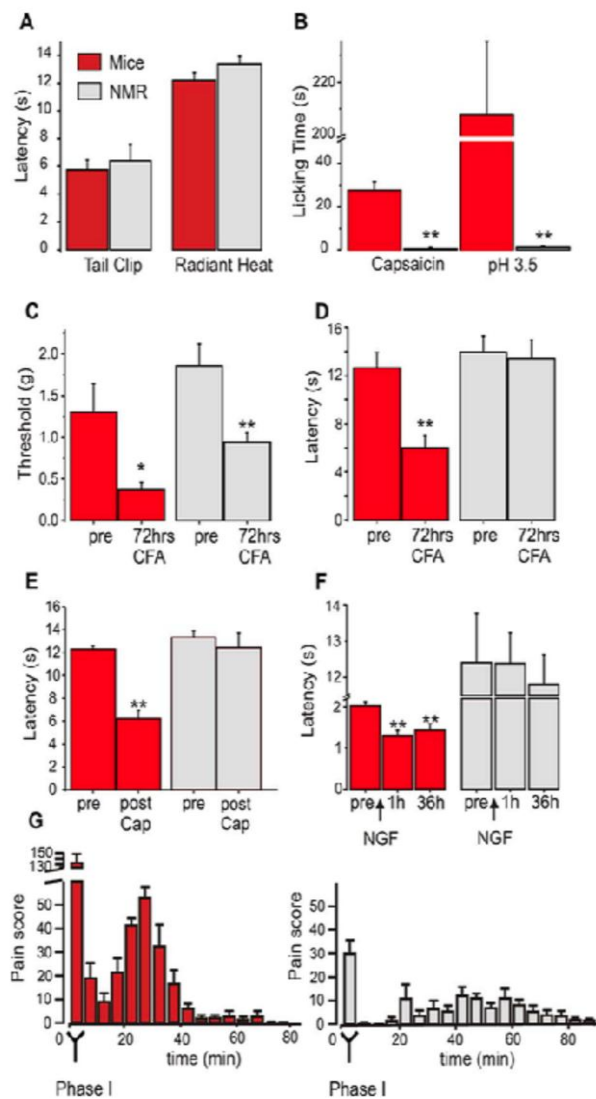 A
Latency (s)
14
12
10
8
6
4
2
0
Mice
NMR
Tail Clip
Radiant Heat
B
Licking Time (s)
220
200
40
20
0
**
**
Capsaicin
pH 3.5
C
Threshold (g)
2.0
1.5
1.0
0.5
0.0
*
**
pre
72hrs
CFA
pre
72hrs
CFA
D
Latency (s)
16
12
8
4
0
**
pre
72hrs
CFA
pre
72hrs
CFA
E
Latency (s)
16
14
12
10
8
6
4
2
0
**
pre
post
Cap
pre
post
Cap
F
Latency (s)
14
13
12
2
1
0
**
**
pre
1h
36h
NGF
pre
1h
36h
NGF
G
Pain score
150
130
50
40
30
20
10
0
0
20
40
60
80
time (min)
Phase I
Pain score
50
40
30
20
10
0
0
20
40
60
80
time (min)
Phase I